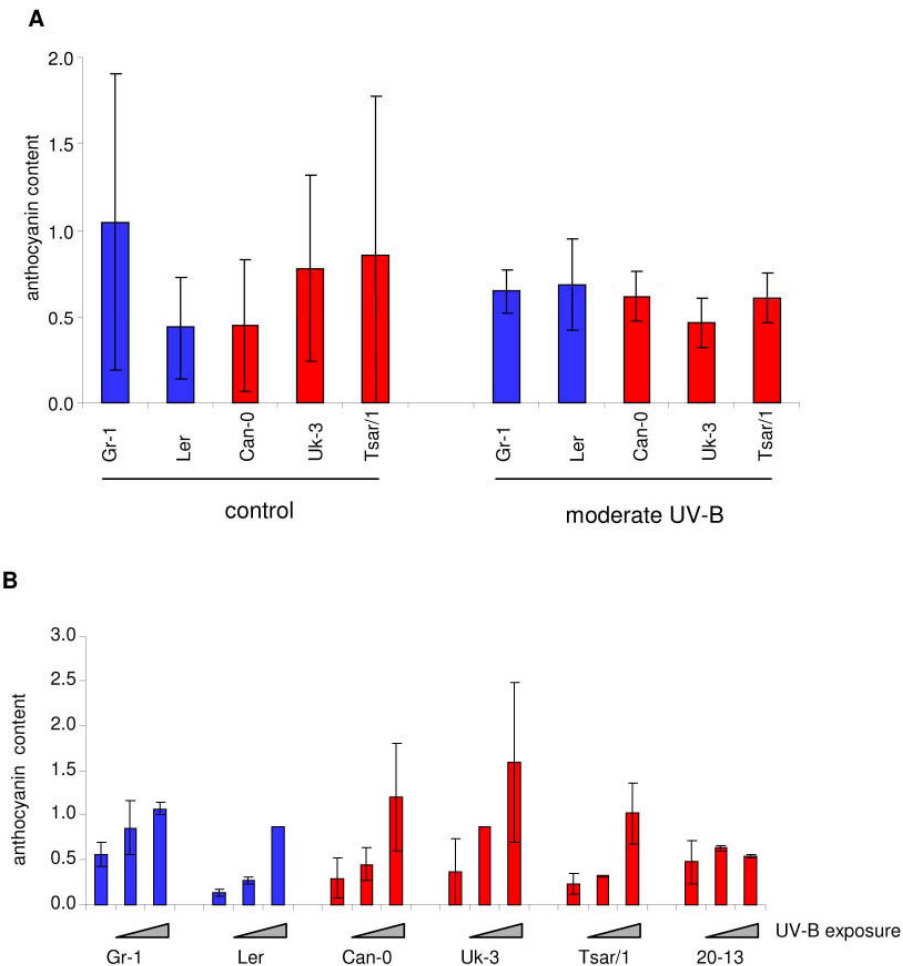 A
2.0
1.5
1.0
0.5
0.0
anthocyanin content
Gr-1 Ler Can-0 Uk-3 Tsar/1 Gr-1 Ler Can-0 Uk-3 Tsar/1
control moderate UV-B
B
3.0
2.5
2.0
1.5
1.0
0.5
0.0
anthocyanin content
UV-B exposure
Gr-1 Ler Can-0 Uk-3 Tsar/1 20-13